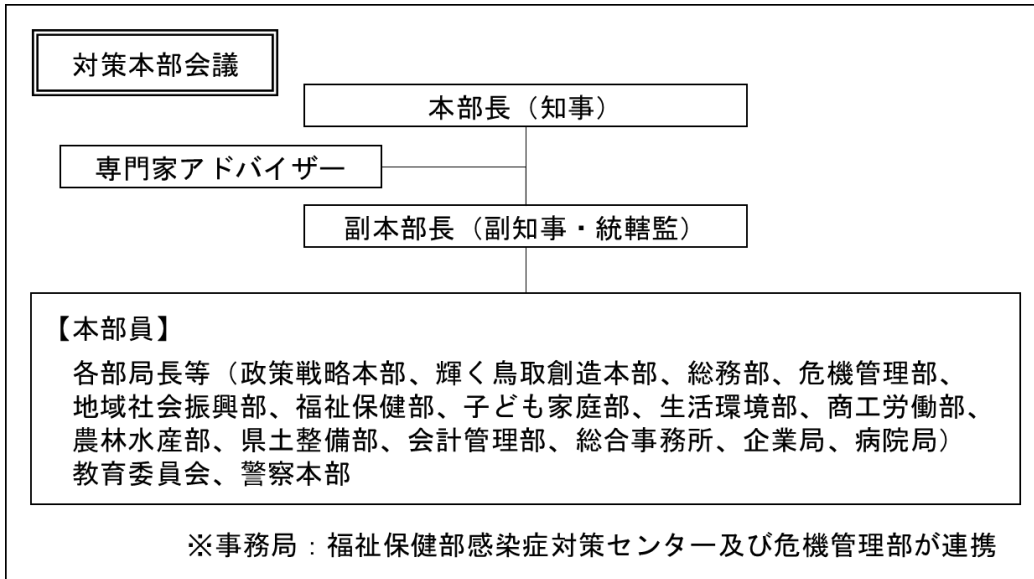 対策本部会議
本部長（知事）
専門家アドバイザー
副本部長（副知事・統轄監）
【本部員】
各部局長等（政策戦略本部、輝く鳥取創造本部、総務部、危機管理部、
地域社会振興部、福祉保健部、子ども家庭部、生活環境部、商工労働部、
農林水産部、県土整備部、会計管理部、総合事務所、企業局、病院局）
教育委員会、警察本部
※事務局：福祉保健部感染症対策センター及び危機管理部が連携